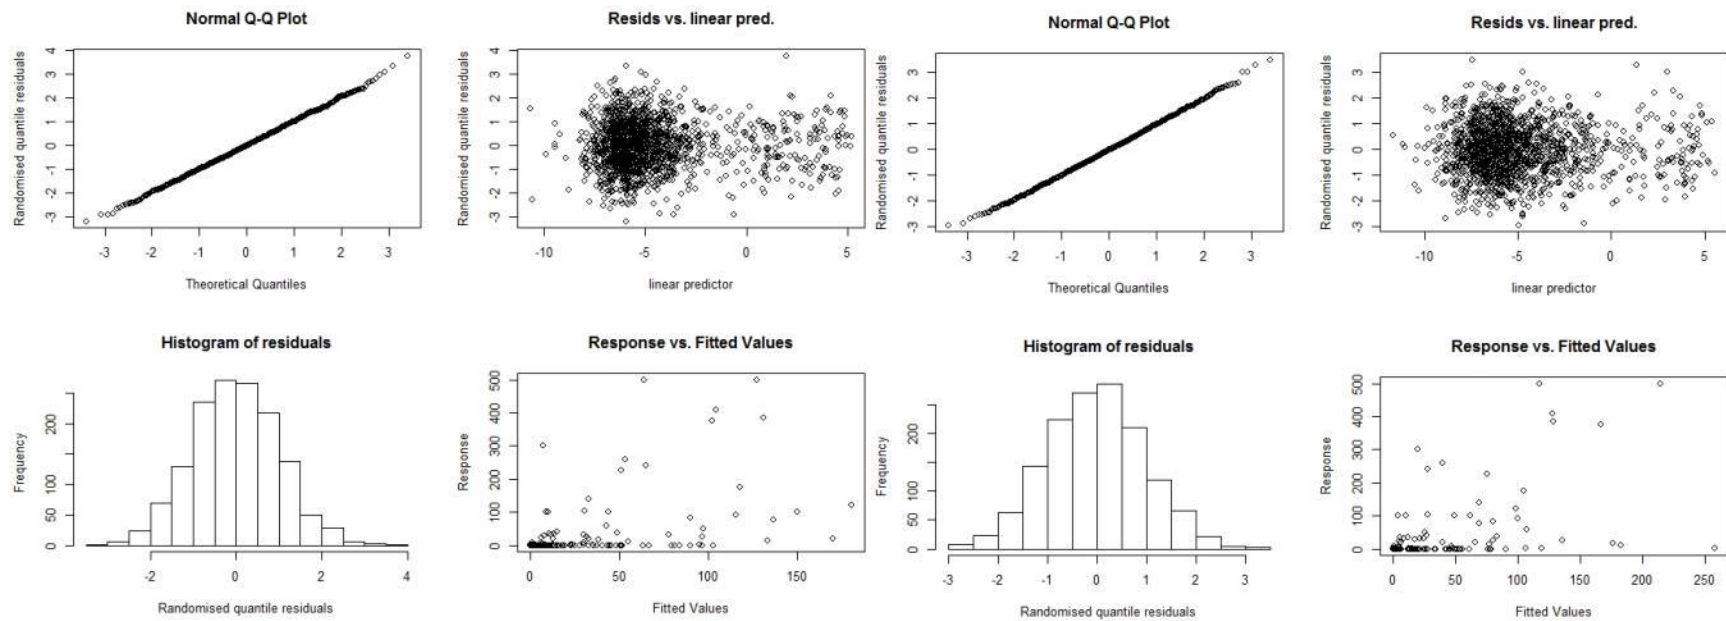 Normal Q-Q Plot
Randomised quantile residuals
4
3
2
1
0
-1
-2
-3
-3 -2 -1 0 1 2 3
Theoretical Quantiles
Resids vs. linear pred.
Randomised quantile residuals
4
3
2
1
0
-1
-2
-3
-10 -5 0 5
linear predictor
Normal Q-Q Plot
Randomised quantile residuals
3
2
1
0
-1
-2
-3
-3 -2 -1 0 1 2 3
Theoretical Quantiles
Resids vs. linear pred.
Randomised quantile residuals
3
2
1
0
-1
-2
-3
-10 -5 0 5
linear predictor
Histogram of residuals
Frequency
200
100
50
0
-2 0 2 4
Randomised quantile residuals
Response vs. Fitted Values
Response
500
400
300
200
100
0
0 50 100 150
Fitted Values
Histogram of residuals
Frequency
200
100
50
0
-3 -2 -1 0 1 2 3
Randomised quantile residuals
Response vs. Fitted Values
Response
500
400
300
200
100
0
0 50 100 150 200 250
Fitted Values